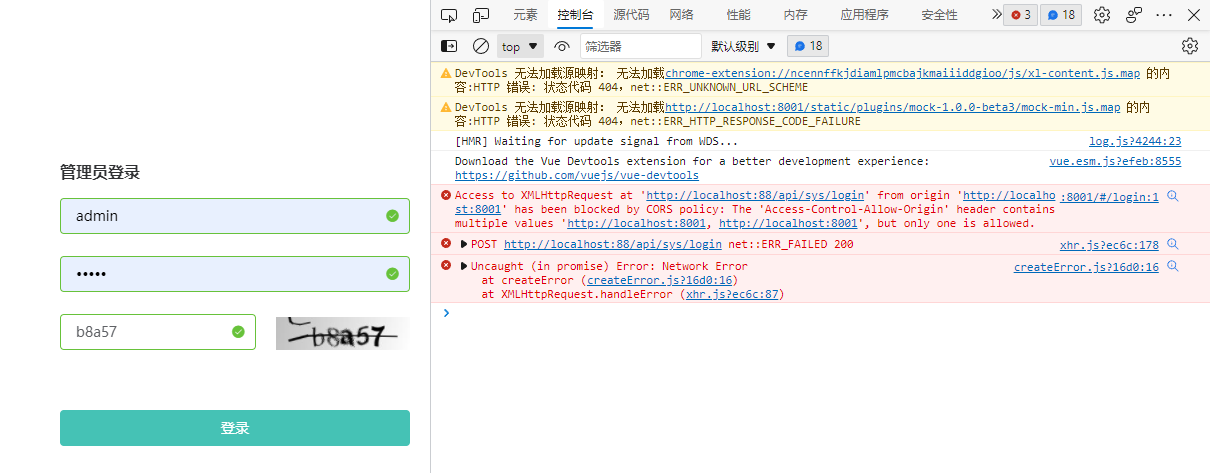 元素 控制台 源代码 网络 性能 内存 应用程序 安全性 3 18
top 筛选器 默认级别 18
DevTools 无法加载源映射: 无法加载chrome-extension://ncennffkjdiamlpmcbajkmaiiiddgioo/js/xl-content.js.map 的内
容:HTTP 错误: 状态代码 404, net::ERR_UNKNOWN_URL_SCHEME
DevTools 无法加载源映射: 无法加载http://localhost:8001/static/plugins/mock-1.0.0-beta3/mock-min.js.map 的内
容:HTTP 错误: 状态代码 404, net::ERR_HTTP_RESPONSE_CODE_FAILURE
[HMR] Waiting for update signal from WDS... log.js?4244:23
Download the Vue Devtools extension for a better development experience: vue.esm.js?efeb:8555
https://github.com/vuejs/vue-devtools
Access to XMLHttpRequest at 'http://localhost:88/api/sys/login' from origin 'http://localho :8001/#/login:1
st:8001' has been blocked by CORS policy: The 'Access-Control-Allow-Origin' header contains
multiple values 'http://localhost:8001, http://localhost:8001', but only one is allowed.
POST http://localhost:88/api/sys/login net::ERR_FAILED 200 xhr.js?ec6c:178
Uncaught (in promise) Error: Network Error createError.js?16d0:16
at createError (createError.js?16d0:16)
at XMLHttpRequest.handleError (xhr.js?ec6c:87)
管理员登录
admin
•••••
b8a57 b8a57
登录